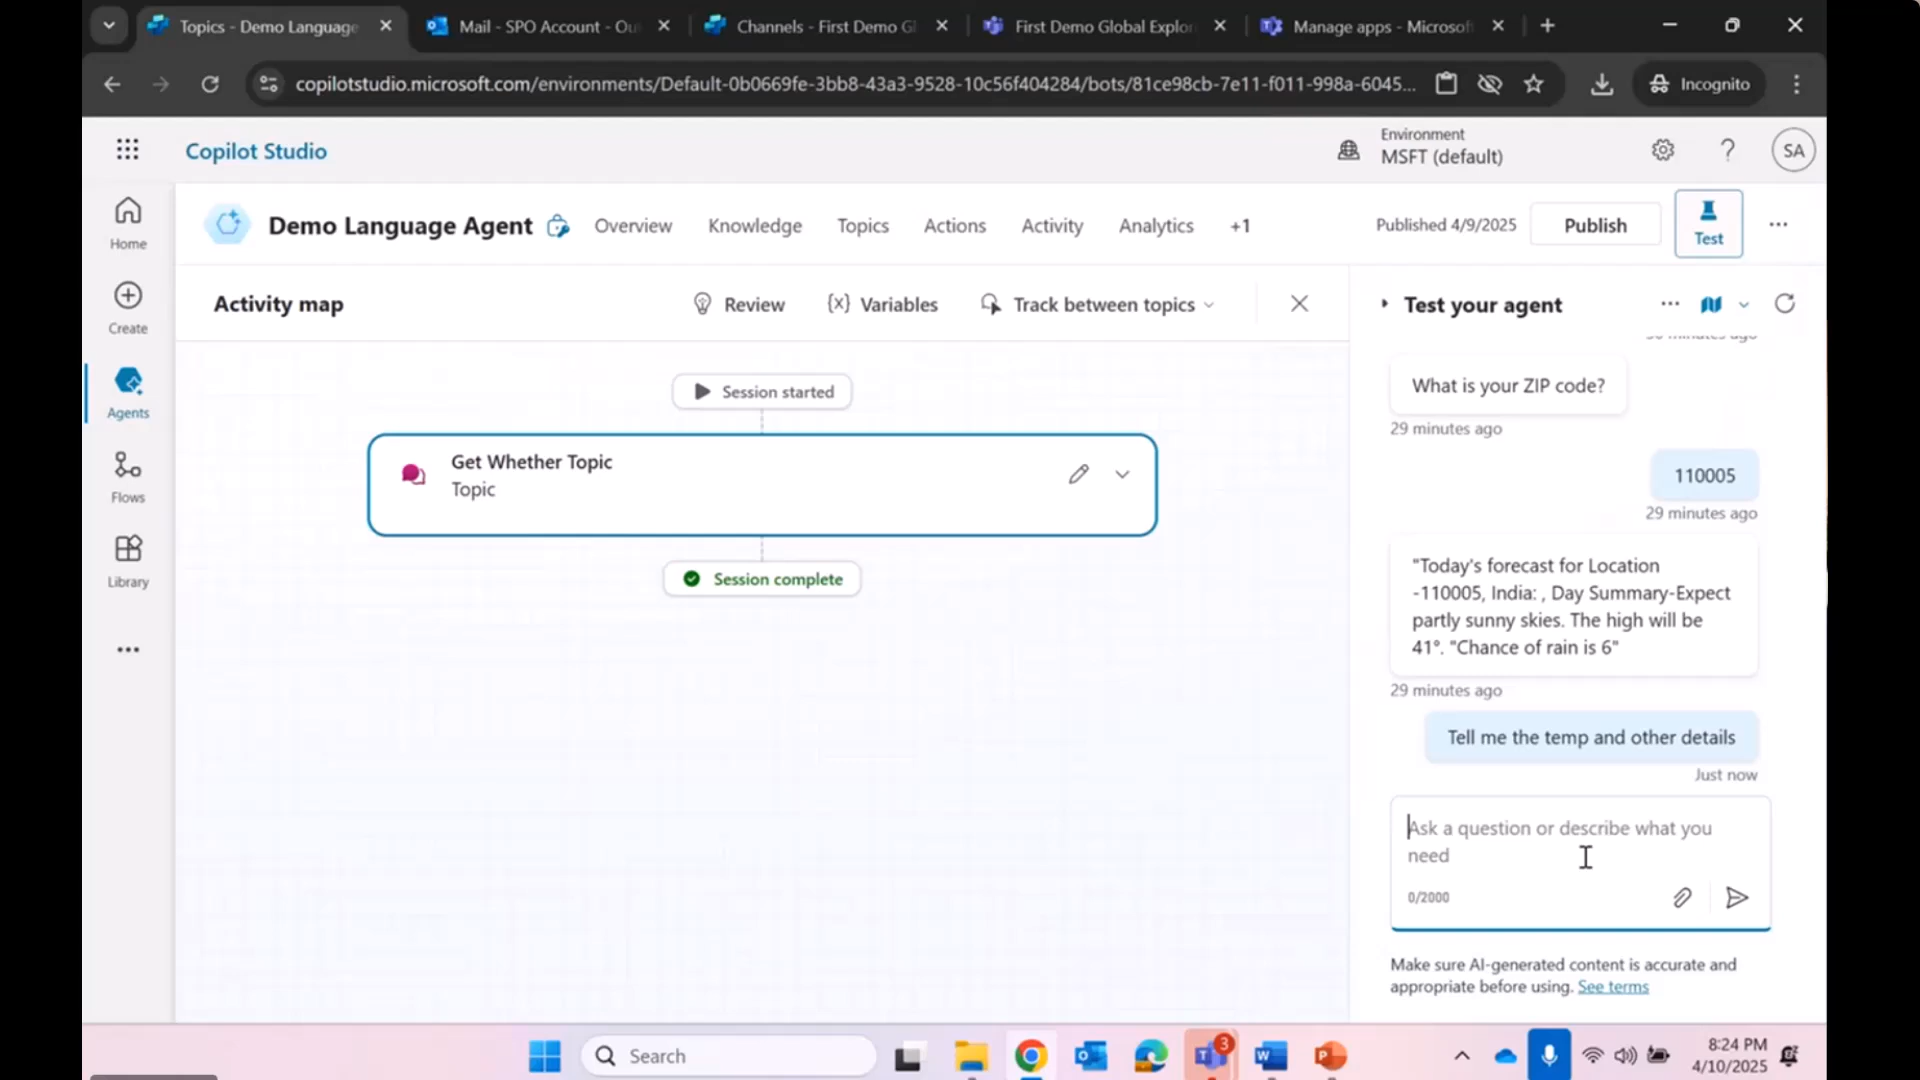 Topics - Demo Language
Mail - SPO Account - Ou
Channels - First Demo Gl
First Demo Global Explor
Manage apps - Microsoft
copilotstudio.microsoft.com/environments/Default-0b0669fe-3bb8-43a3-9528-10c56f404284/bots/81ce98cb-7e11-f011-998a-6045...
Incognito
Copilot Studio
Environment
MSFT (default)
SA
Home
Create
Agents
Flows
Library
Demo Language Agent
Overview
Knowledge
Topics
Actions
Activity
Analytics
+1
Published 4/9/2025
Publish
Test
Activity map
Review
{x} Variables
Track between topics
Session started
Get Whether Topic
Topic
Session complete
Test your agent
What is your ZIP code?
29 minutes ago
110005
29 minutes ago
"Today's forecast for Location
-110005, India: , Day Summary-Expect
partly sunny skies. The high will be
41°. "Chance of rain is 6"
29 minutes ago
Tell me the temp and other details
Just now
Ask a question or describe what you
need
0/2000
Make sure AI-generated content is accurate and
appropriate before using. See terms
Search
3
8:24 PM
4/10/2025